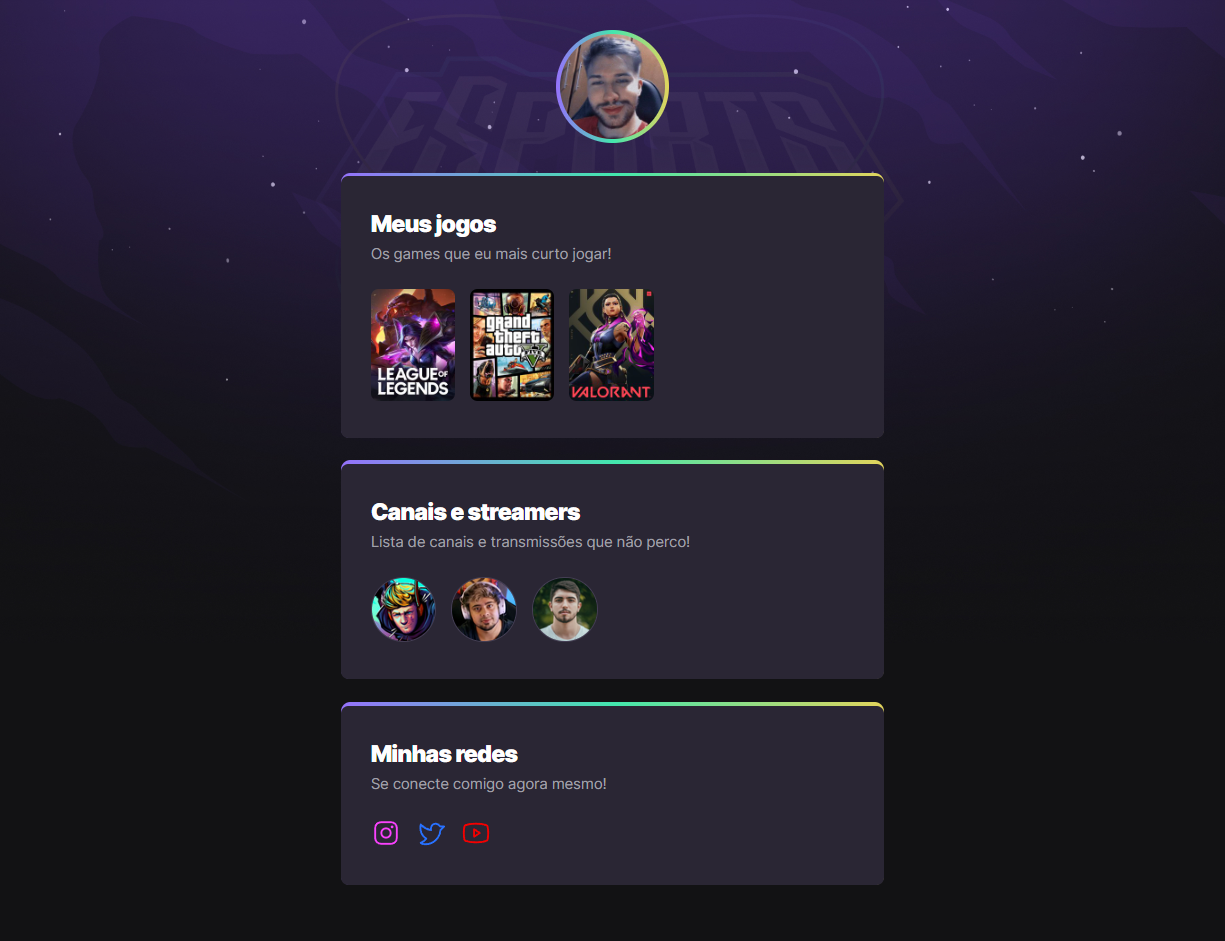 ESPORTS
Meus jogos
Os games que eu mais curto jogar!
LEAGUE OF
LEGENDS
grand
theft
auto
V
FIVE
VALORANT
Canais e streamers
Lista de canais e transmissões que não perco!
Minhas redes
Se conecte comigo agora mesmo!